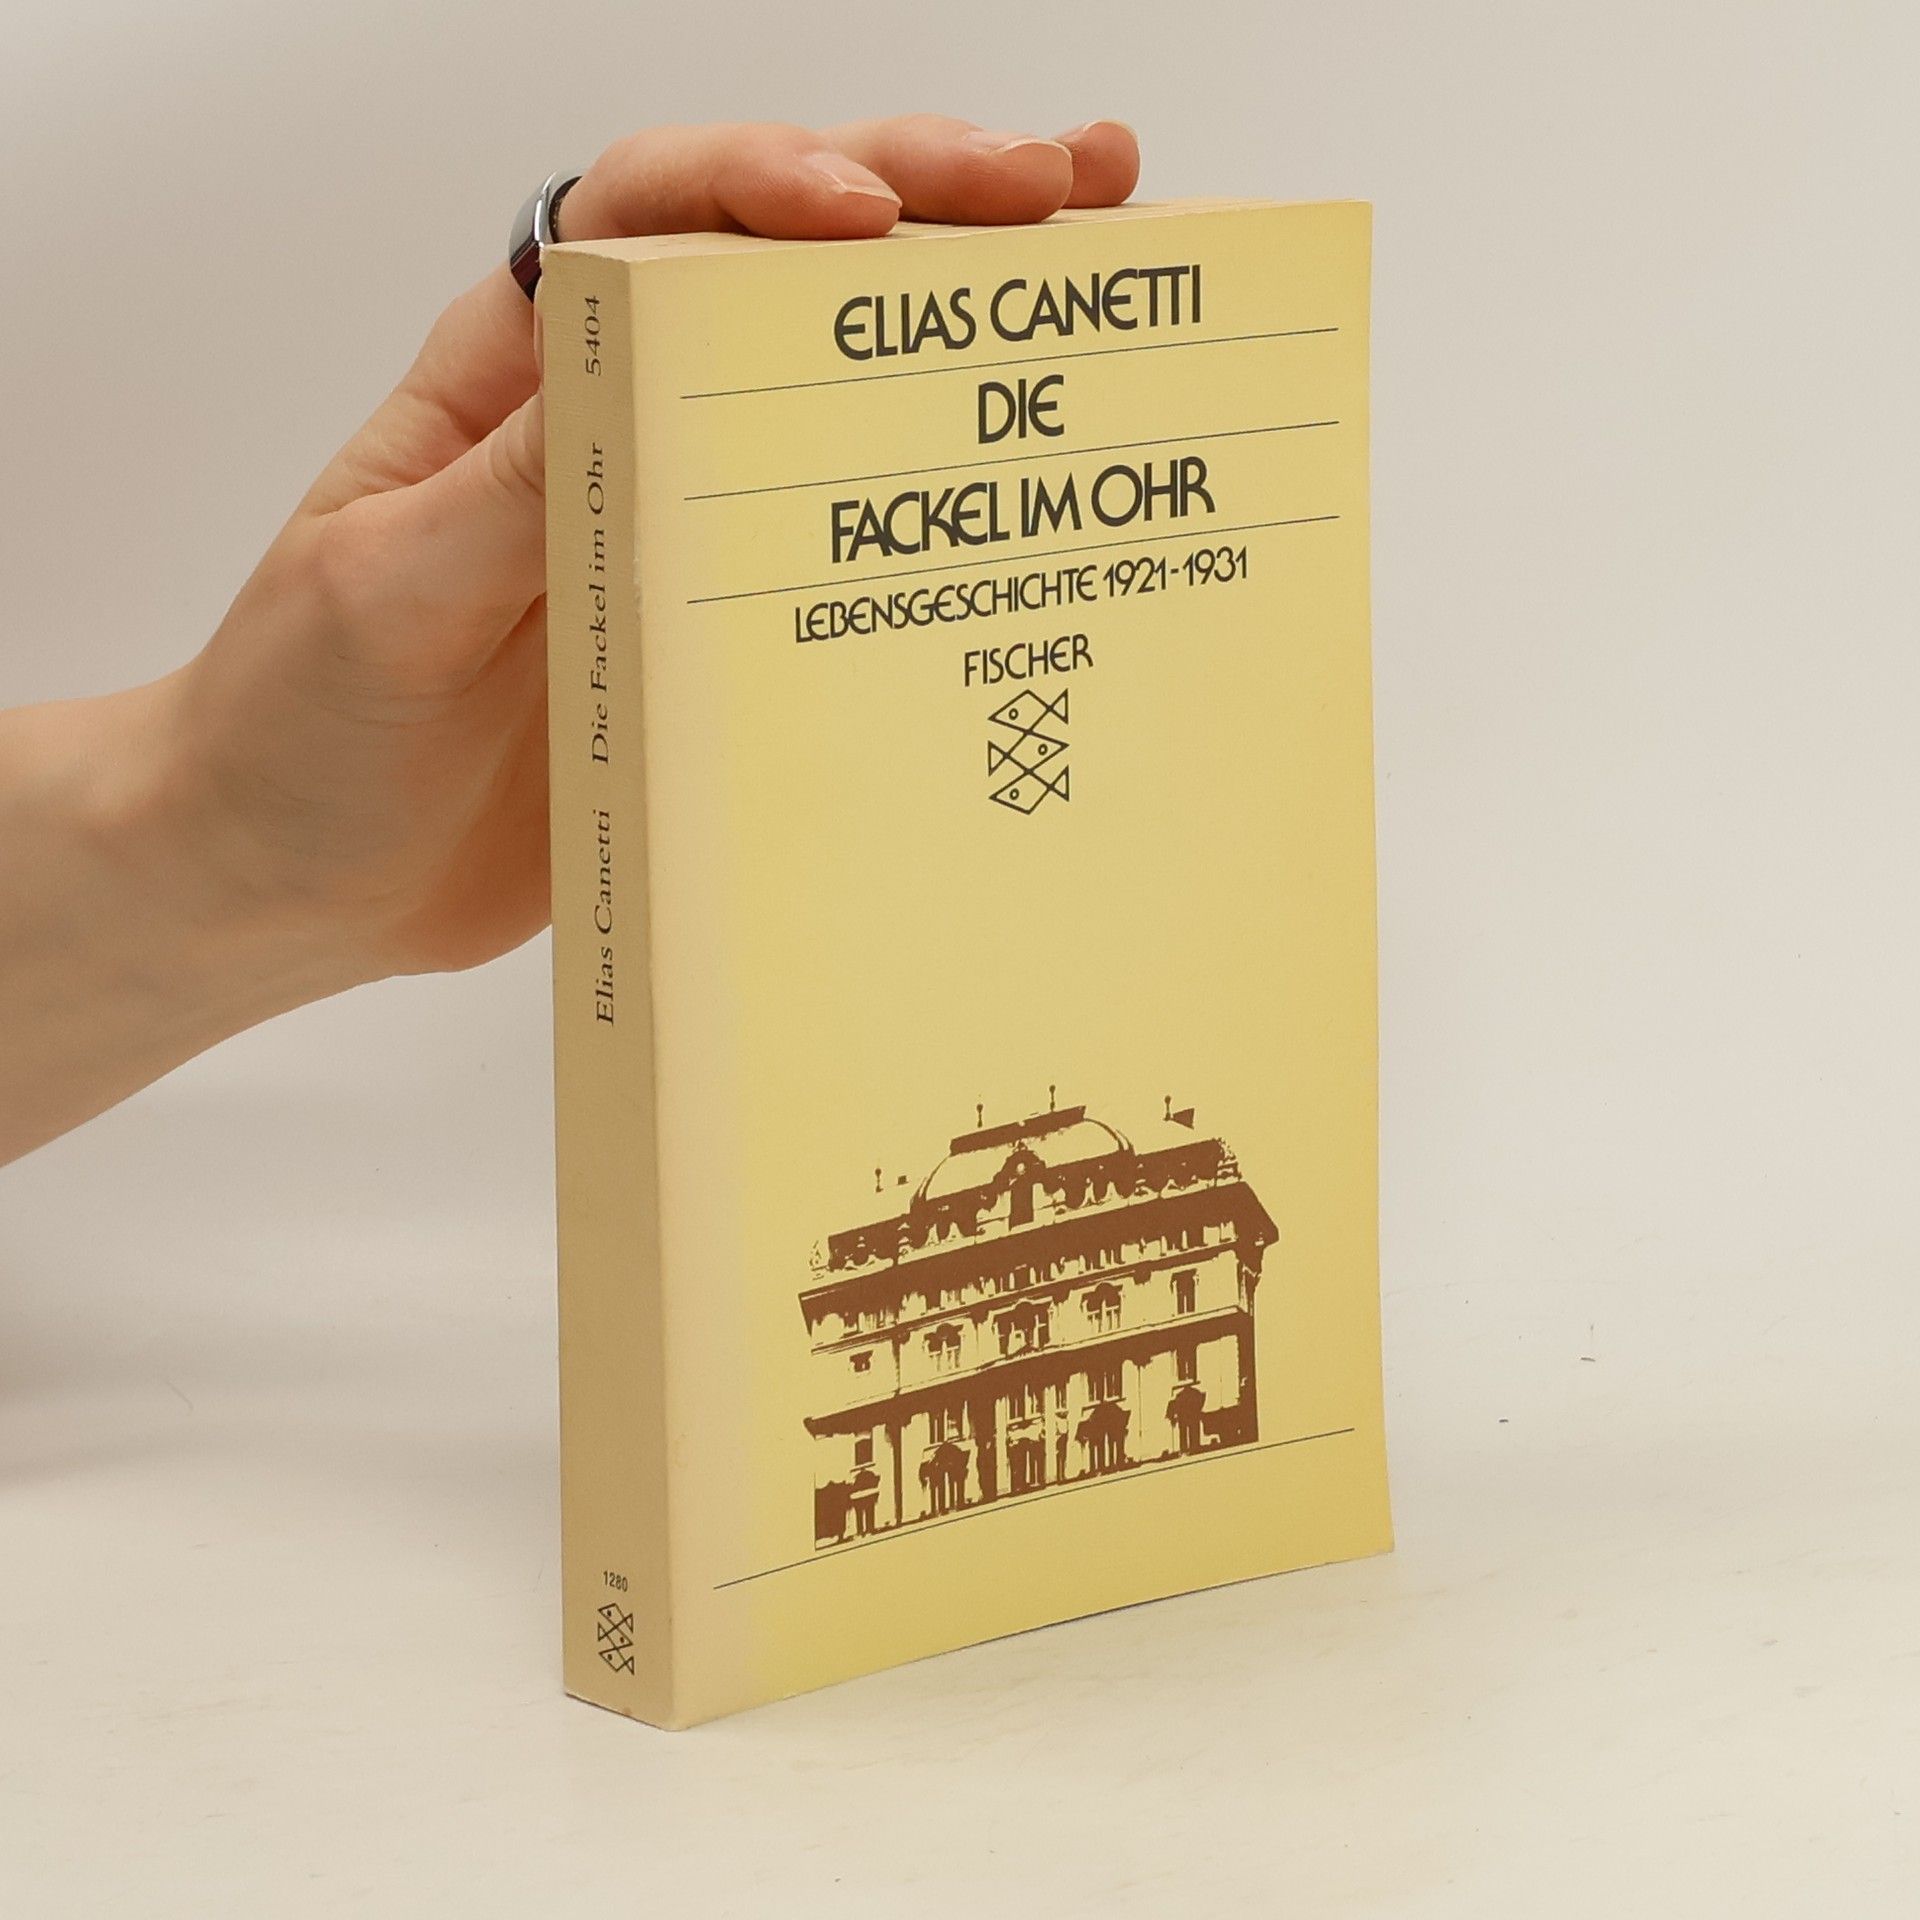 ELIAS CANETTI
DIE
FACKEL IM OHR
LEBENSGESCHICHTE 1921-1931
FISCHER
Elias Canetti Die Fackel im Ohr 5404
1280